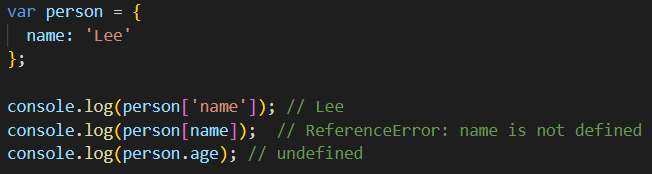 var person = {
  name: 'Lee'
};

console.log(person['name']); // Lee
console.log(person[name]);  // ReferenceError: name is not defined
console.log(person.age); // undefined